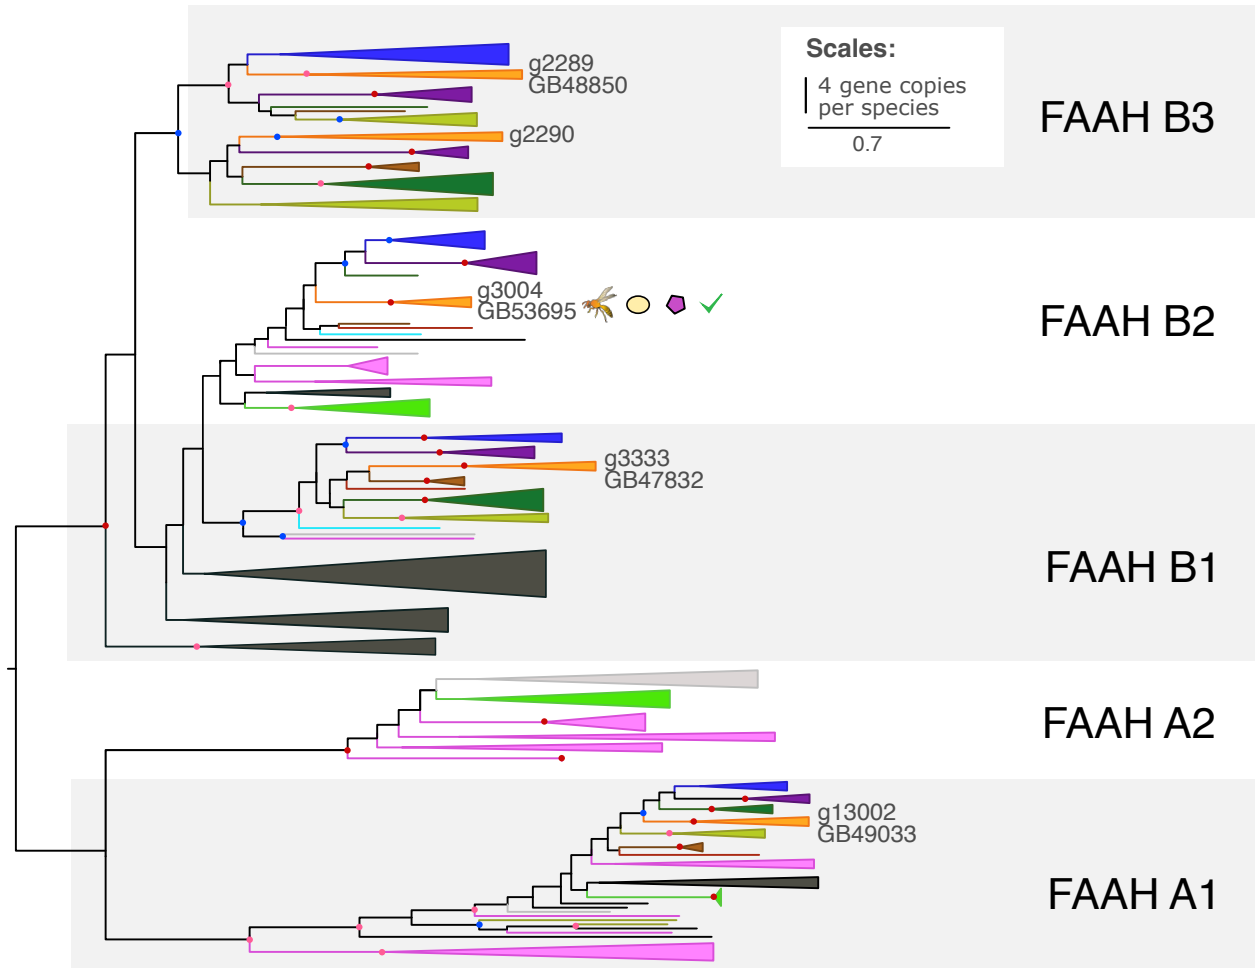 Scales:
4 gene copies
per species
0.7
FAAH B3
g2289
GB48850
g2290
FAAH B2
g3004
GB53695
FAAH B1
g3333
GB47832
FAAH A2
g13002
GB49033
FAAH A1